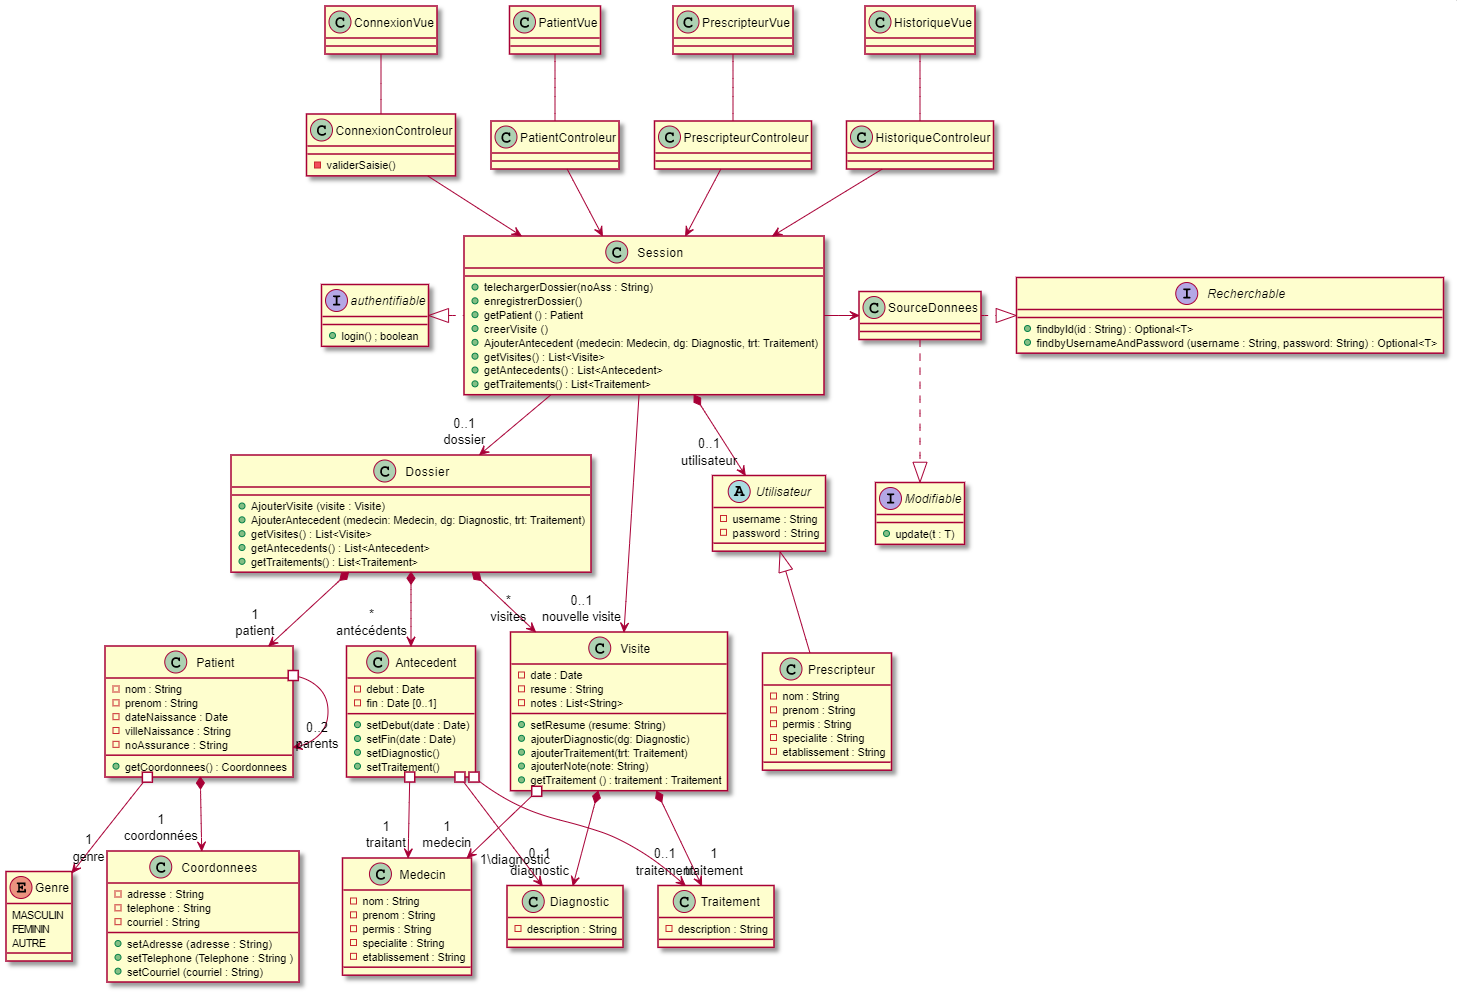 C ConnexionVue
C PatientVue
C PrescripteurVue
C HistoriqueVue
C ConnexionControleur
validerSaisie()
C PatientControleur
C PrescripteurControleur
C HistoriqueControleur
C Session
telechargerDossier(noAss : String)
enregistrerDossier()
getPatient () : Patient
creerVisite ()
AjouterAntecedent (medecin: Medecin, dg: Diagnostic, trt: Traitement)
getVisites() : List<Visite>
getAntecedents() : List<Antecedent>
getTraitements() : List<Traitement>
I authentifiable
login() ; boolean
C SourceDonnees
I Recherchable
findbyId(id : String) : Optional<T>
findbyUsernameAndPassword (username : String, password: String) : Optional<T>
0..1
dossier
0..1
utilisateur
C Dossier
AjouterVisite (visite : Visite)
AjouterAntecedent (medecin: Medecin, dg: Diagnostic, trt: Traitement)
getVisites() : List<Visite>
getAntecedents() : List<Antecedent>
getTraitements() : List<Traitement>
A Utilisateur
username : String
password : String
I Modifiable
update(t : T)
1
patient
*
antécédents
*
visites
0..1
nouvelle visite
C Patient
nom : String
prenom : String
dateNaissance : Date
villeNaissance : String
noAssurance : String
getCoordonnees() : Coordonnees
0..2
parents
C Antecedent
debut : Date
fin : Date [0..1]
setDebut(date : Date)
setFin(date : Date)
setDiagnostic()
setTraitement()
C Visite
date : Date
resume : String
notes : List<String>
setResume (resume: String)
ajouterDiagnostic(dg: Diagnostic)
ajouterTraitement(trt: Traitement)
ajouterNote(note: String)
getTraitement () : traitement : Traitement
C Prescripteur
nom : String
prenom : String
permis : String
specialite : String
etablissement : String
1
genre
1
coordonnées
1
traitant
1
medecin
1\diagnostic
0..1
diagnostic
0..1
traitement
1
traitement
E Genre
MASCULIN
FEMININ
AUTRE
C Coordonnees
adresse : String
telephone : String
courriel : String
setAdresse (adresse : String)
setTelephone (Telephone : String )
setCourriel (courriel : String)
C Medecin
nom : String
prenom : String
permis : String
specialite : String
etablissement : String
C Diagnostic
description : String
C Traitement
description : String